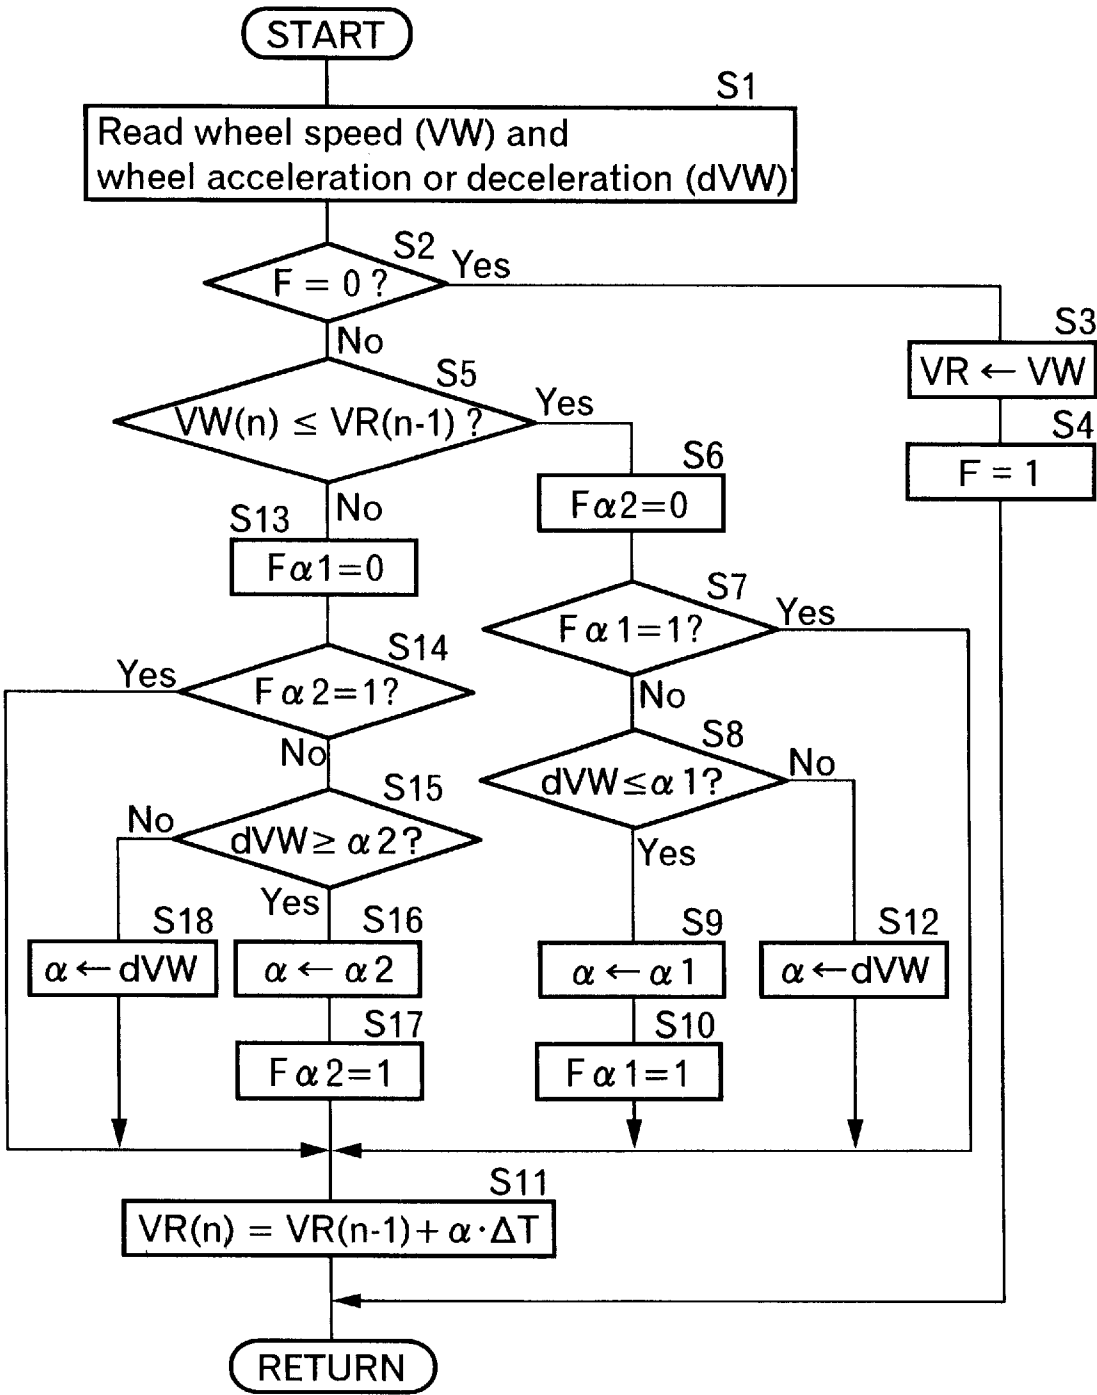 START
S1
Read wheel speed (VW) and
wheel acceleration or deceleration (dVW)
S2
F = 0 ?
Yes
No
S3
VR ← VW
S4
F = 1
S5
VW(n) ≤ VR(n-1) ?
Yes
No
S6
Fα2=0
S13
Fα1=0
S7
Fα1=1?
Yes
No
S14
Fα2=1?
Yes
No
S8
dVW≤α1?
No
Yes
S15
dVW≥α2?
No
Yes
S18
α←dVW
S16
α←α2
S9
α←α1
S12
α←dVW
S17
Fα2=1
S10
Fα1=1
S11
VR(n) = VR(n-1)+α·ΔT
RETURN